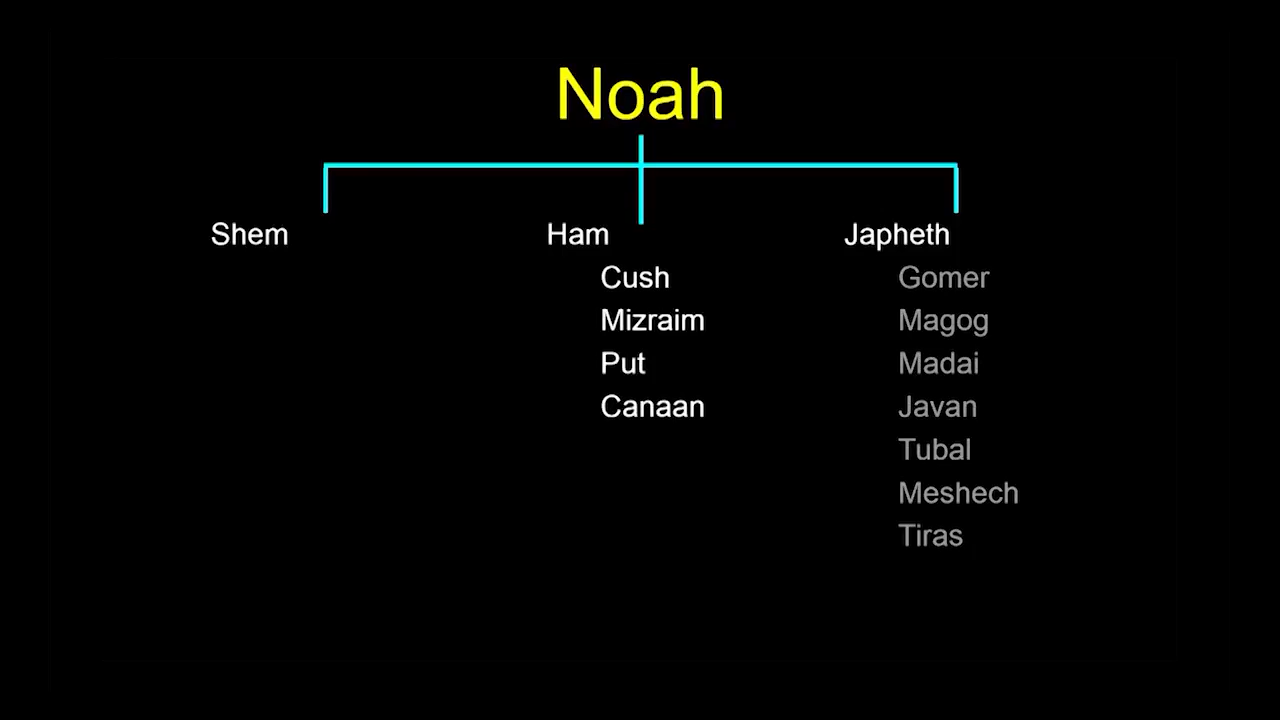 Noah
Shem
Ham
Cush
Mizraim
Put
Canaan
Japheth
Gomer
Magog
Madai
Javan
Tubal
Meshech
Tiras